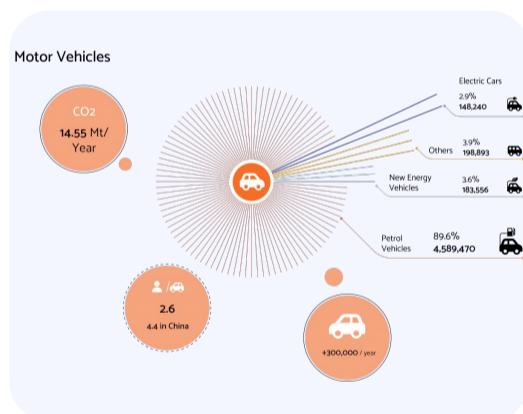 Motor Vehicles
CO2
14.55 Mt/
Year
Electric Cars
2.9%
148,240
Others
3.9%
198,893
New Energy
Vehicles
3.6%
183,556
Petrol
Vehicles
89.6%
4,589,470
/
2.6
4.4 in China
+300,000 / year